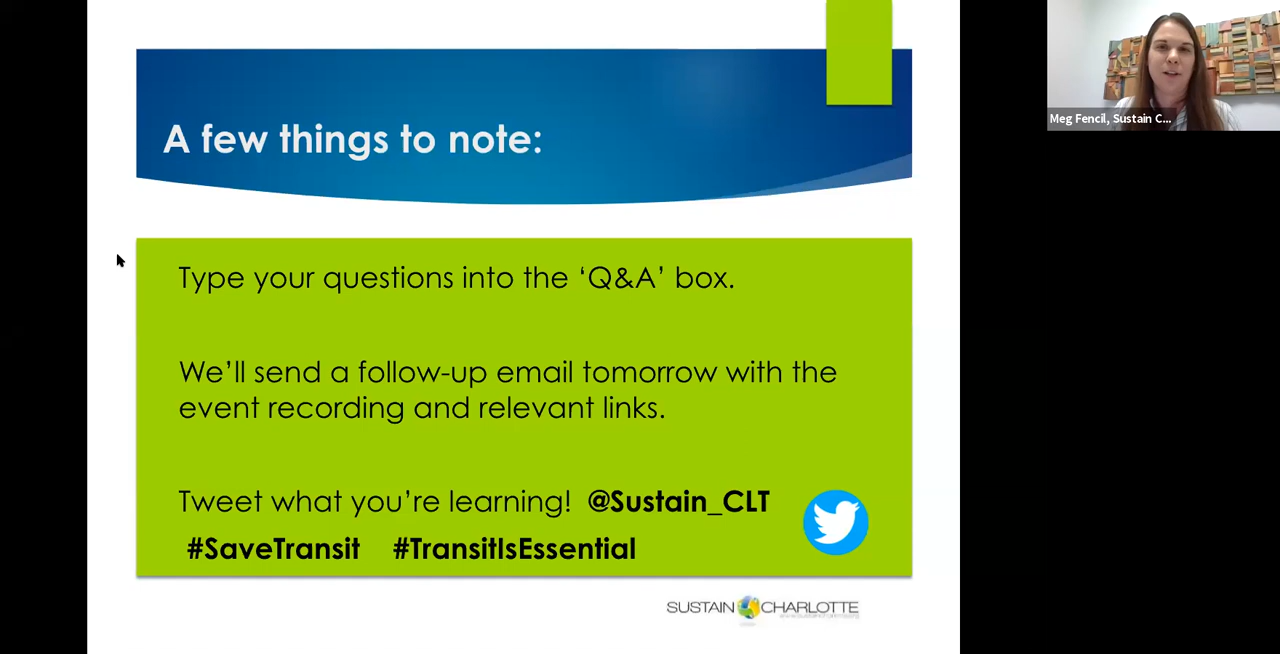 A few things to note:
Type your questions into the ‘Q&A’ box.
We’ll send a follow-up email tomorrow with the
event recording and relevant links.
Tweet what you’re learning! @Sustain_CLT
#SaveTransit #TransitIsEssential
SUSTAIN CHARLOTTE
Meg Fencil, Sustain C...